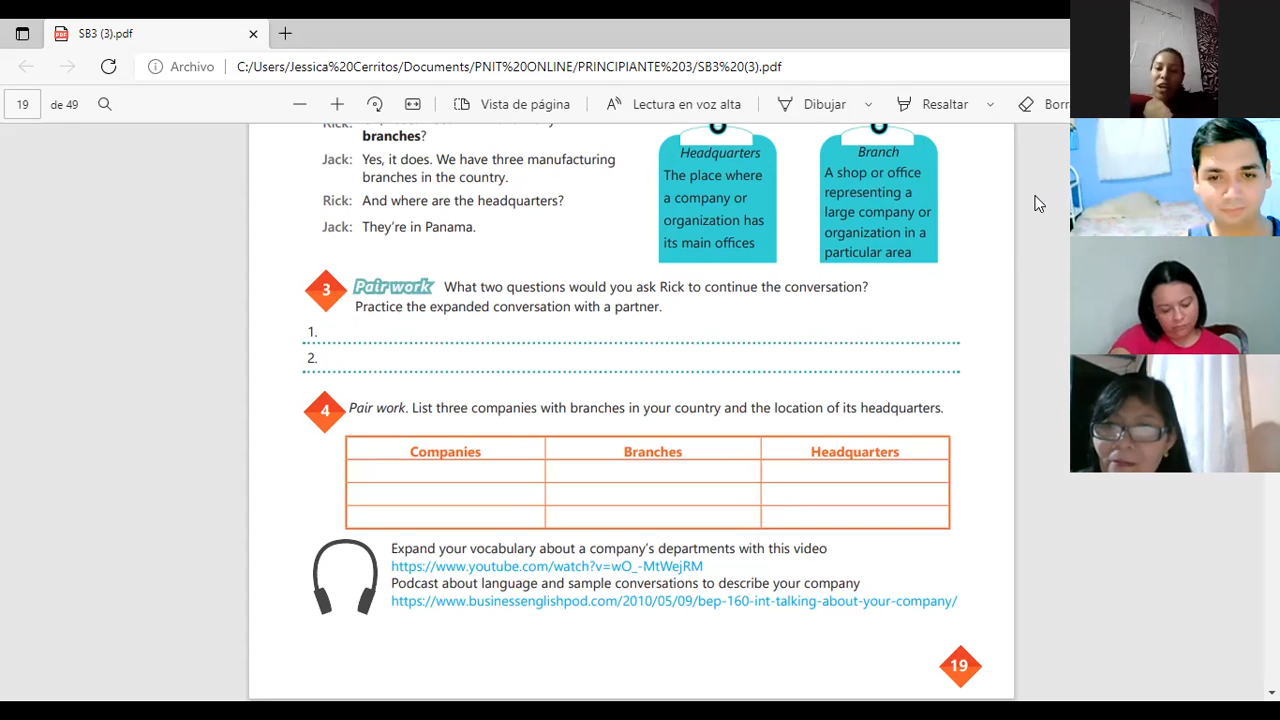 SB3 (3).pdf
Archivo
C:/Users/Jessica%20Cerritos/Documents/PNIT%20ONLINE/PRINCIPIANTE%203/SB3%20(3).pdf
19
de 49
Vista de página
Lectura en voz alta
Dibujar
Resaltar
Borr
Rick:
branches?
Jack: Yes, it does. We have three manufacturing
branches in the country.
Rick: And where are the headquarters?
Jack: They're in Panama.
Headquarters
The place where
a company or
organization has
its main offices
Branch
A shop or office
representing a
large company or
organization in a
particular area
3 Pair work What two questions would you ask Rick to continue the conversation?
Practice the expanded conversation with a partner.
1.
2.
4 Pair work. List three companies with branches in your country and the location of its headquarters.
Companies Branches Headquarters
Expand your vocabulary about a company's departments with this video
https://www.youtube.com/watch?v=wO_-MtWejRM
Podcast about language and sample conversations to describe your company
https://www.businessenglishpod.com/2010/05/09/bep-160-int-talking-about-your-company/
19